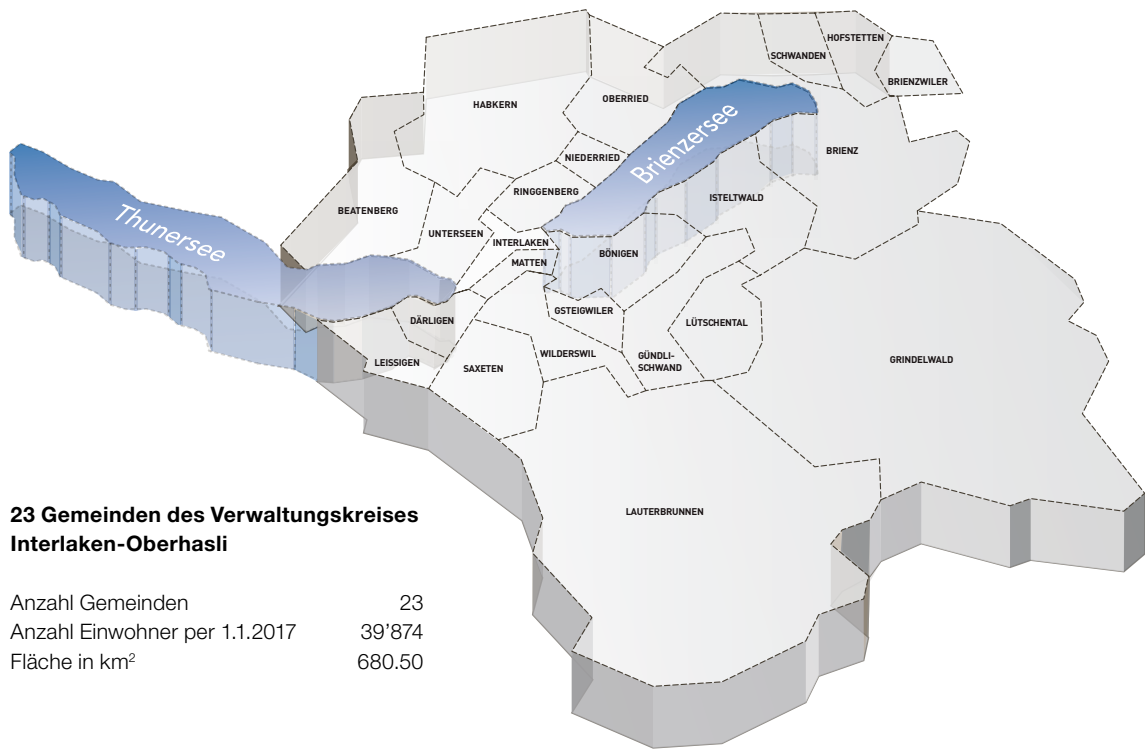 HOFSTETTEN
SCHWANDEN
BRIENZWILER
OBERRIED
HABKERN
Brienzersee
BRIENZ
NIEDERRIED
RINGGENBERG
ISTELTWALD
BEATENBERG
Thunersee
UNTERSEEN
INTERLAKEN
BÖNIGEN
MATTEN
GSTEIGWILER
DÄRLIGEN
LÜTSCHENTAL
WILDERSWIL
GÜNDLI-
SCHWAND
GRINDELWALD
LEISSIGEN
SAXETEN
LAUTERBRUNNEN
23 Gemeinden des Verwaltungskreises
Interlaken-Oberhasli
Anzahl Gemeinden 23
Anzahl Einwohner per 1.1.2017 39’874
Fläche in km² 680.50